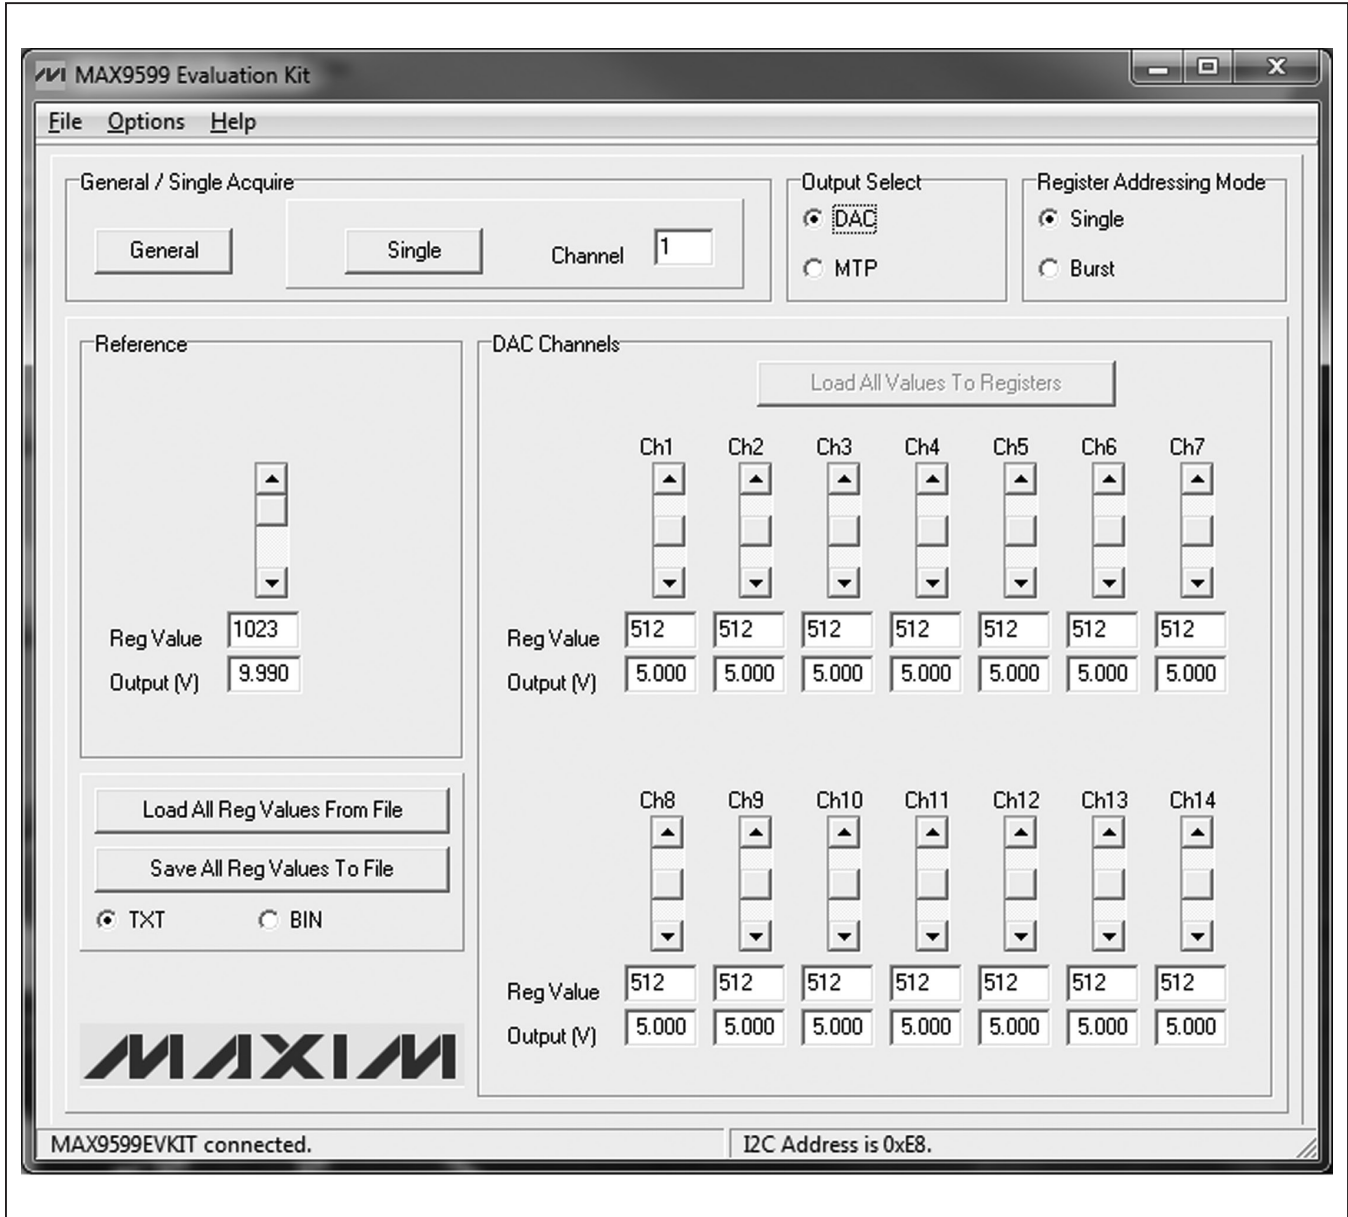 MAX9599 Evaluation Kit
File Options Help
General / Single Acquire
General Single Channel 1
Output Select
DAC
MTP
Register Addressing Mode
Single
Burst
Reference
Reg Value 1023
Output (V) 9.990
Load All Reg Values From File
Save All Reg Values To File
TXT BIN
MAXIM
DAC Channels
Load All Values To Registers
Ch1 Ch2 Ch3 Ch4 Ch5 Ch6 Ch7
Reg Value 512 512 512 512 512 512 512
Output (V) 5.000 5.000 5.000 5.000 5.000 5.000 5.000
Ch8 Ch9 Ch10 Ch11 Ch12 Ch13 Ch14
Reg Value 512 512 512 512 512 512 512
Output (V) 5.000 5.000 5.000 5.000 5.000 5.000 5.000
MAX9599EVKIT connected. I2C Address is 0xE8.